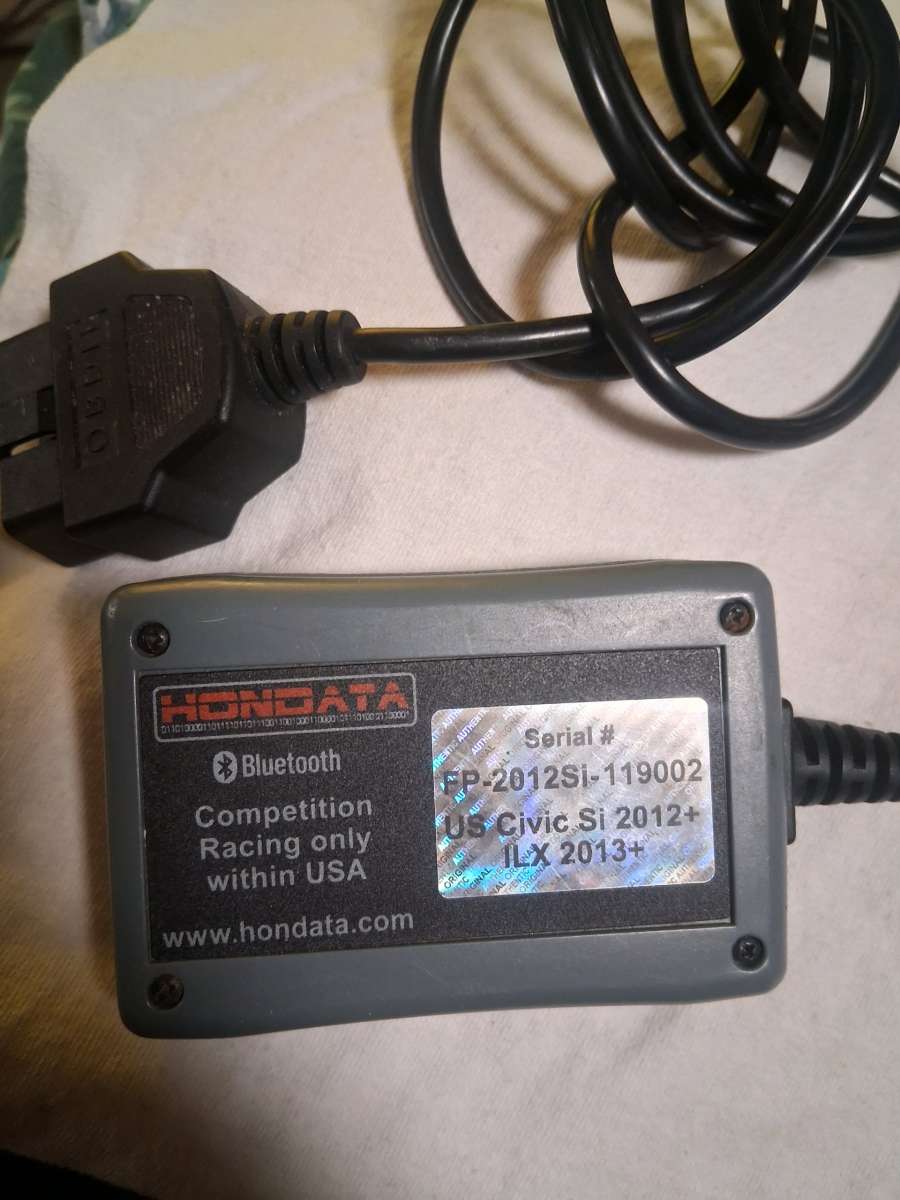 OBDII
HONDATA
Bluetooth
Competition
Racing only
within USA
www.hondata.com
Serial #
FP-2012Si-119002
US Civic Si 2012+
ILX 2013+